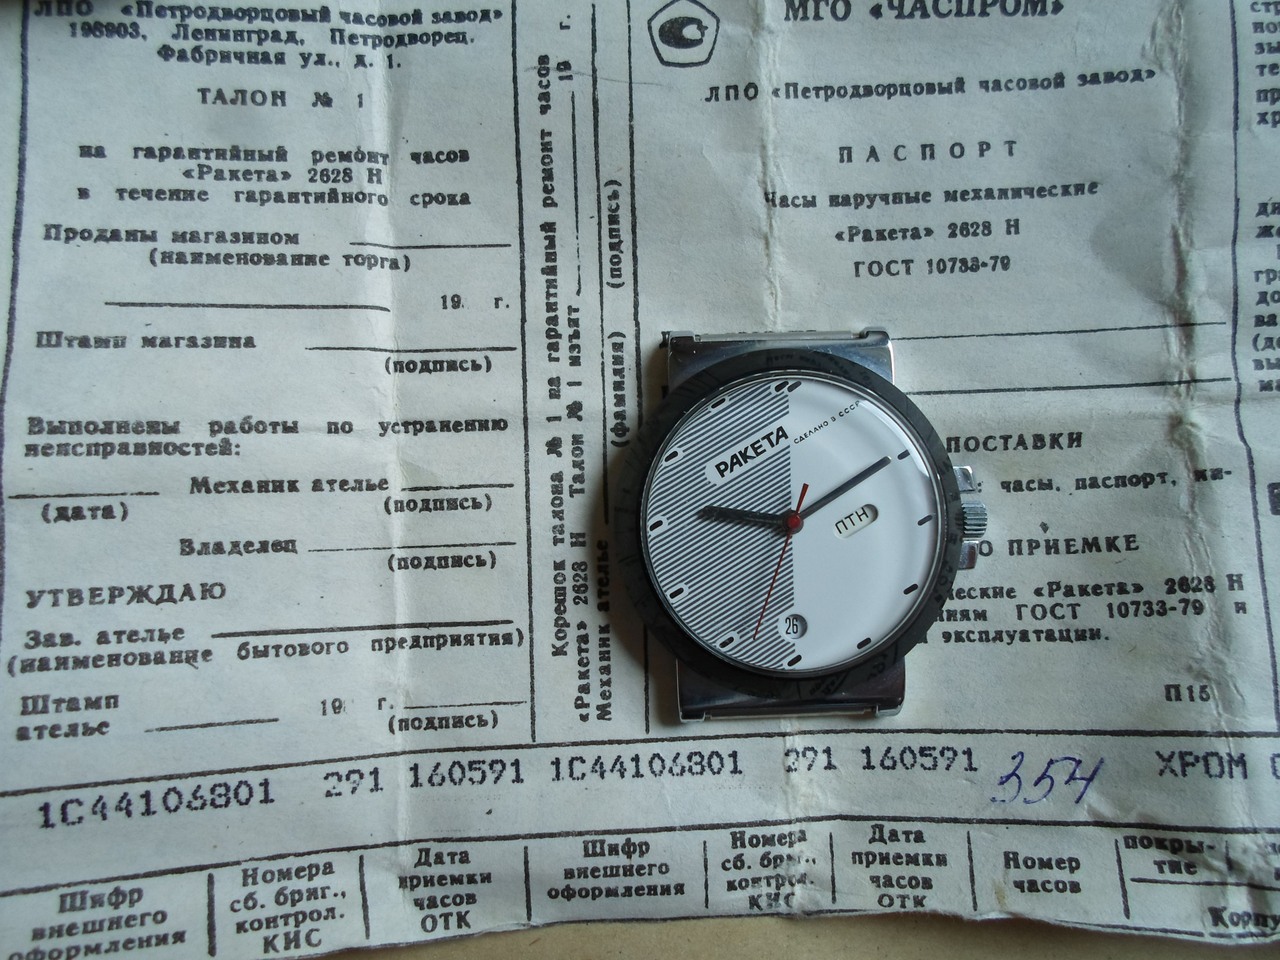 ЛПО «Петродворцовый часовой завод»
198903, Ленинград, Петродворец.
Фабричная ул., д. 1.
ТАЛОН № 1
на гарантийный ремонт часов
«Ракета» 2628 Н
в течение гарантийного срока
Проданы магазином
(наименование торга)
19 г.
Штамп магазина
(подпись)
Выполнены работы по устранению
неисправностей:
Механик ателье
(дата) (подпись)
Владелец
(подпись)
УТВЕРЖДАЮ
Зав. ателье
(наименование бытового предприятия)
Штамп 19 г.
ателье (подпись)
Корешок талона № 1 на гарантийный ремонт часов
«Ракета» 2628 Н Талон № 1 изъят 19 г.
Механик ателье (фамилия) (подпись)
МГО «ЧАСПРОМ»
ЛПО «Петродворцовый часовой завод»
ПАСПОРТ
Часы наручные механические
«Ракета» 2628 Н
ГОСТ 10733-79
ПОСТАВКИ
часы, паспорт,
О ПРИЕМКЕ
«Ракета» 2628 Н
ГОСТ 10733-79 и
эксплуатации.
П15
РАКЕТА
СДЕЛАНО В СССР
ПТН
26
1С44106801 291 160591 1С44106801 291 160591 354 ХРОМ
Шифр
внешнего
оформления
Номера
сб. бриг.,
контрол.
КИС
Дата
приемки
часов
ОТК
Шифр
внешнего
оформления
Номера
сб. бриг.,
контрол.
КИС
Дата
приемки
часов
ОТК
Номер
часов
покры-
тие